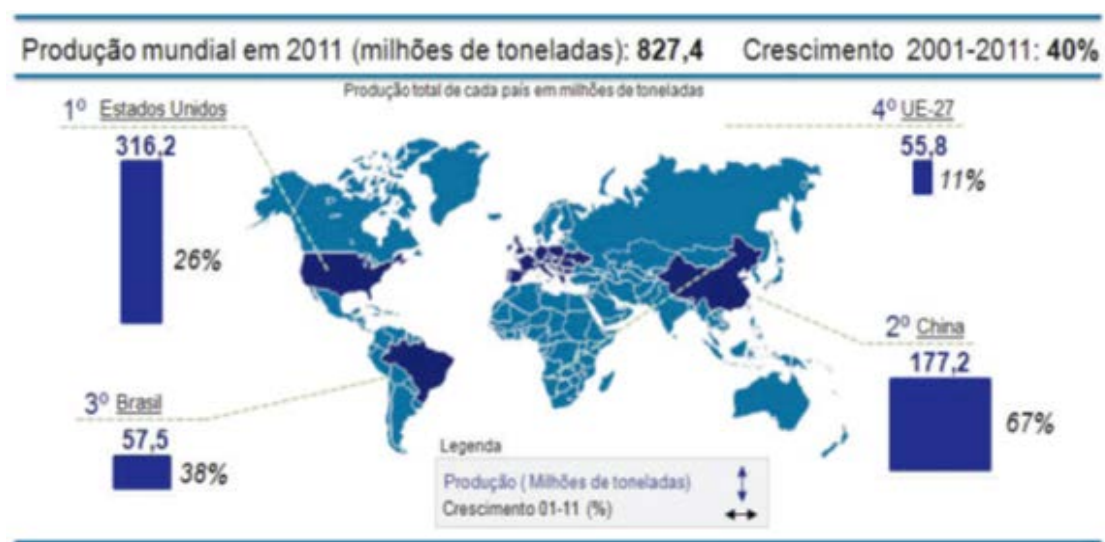 Produção mundial em 2011 (milhões de toneladas): 827,4 Crescimento 2001-2011: 40%
Produção total de cada país em milhões de toneladas
1º Estados Unidos
316,2
26%
4º UE-27
55,8
11%
2º China
177,2
67%
3º Brasil
57,5
38%
Legenda
Produção ( Milhões de toneladas)
Crescimento 01-11 (%)